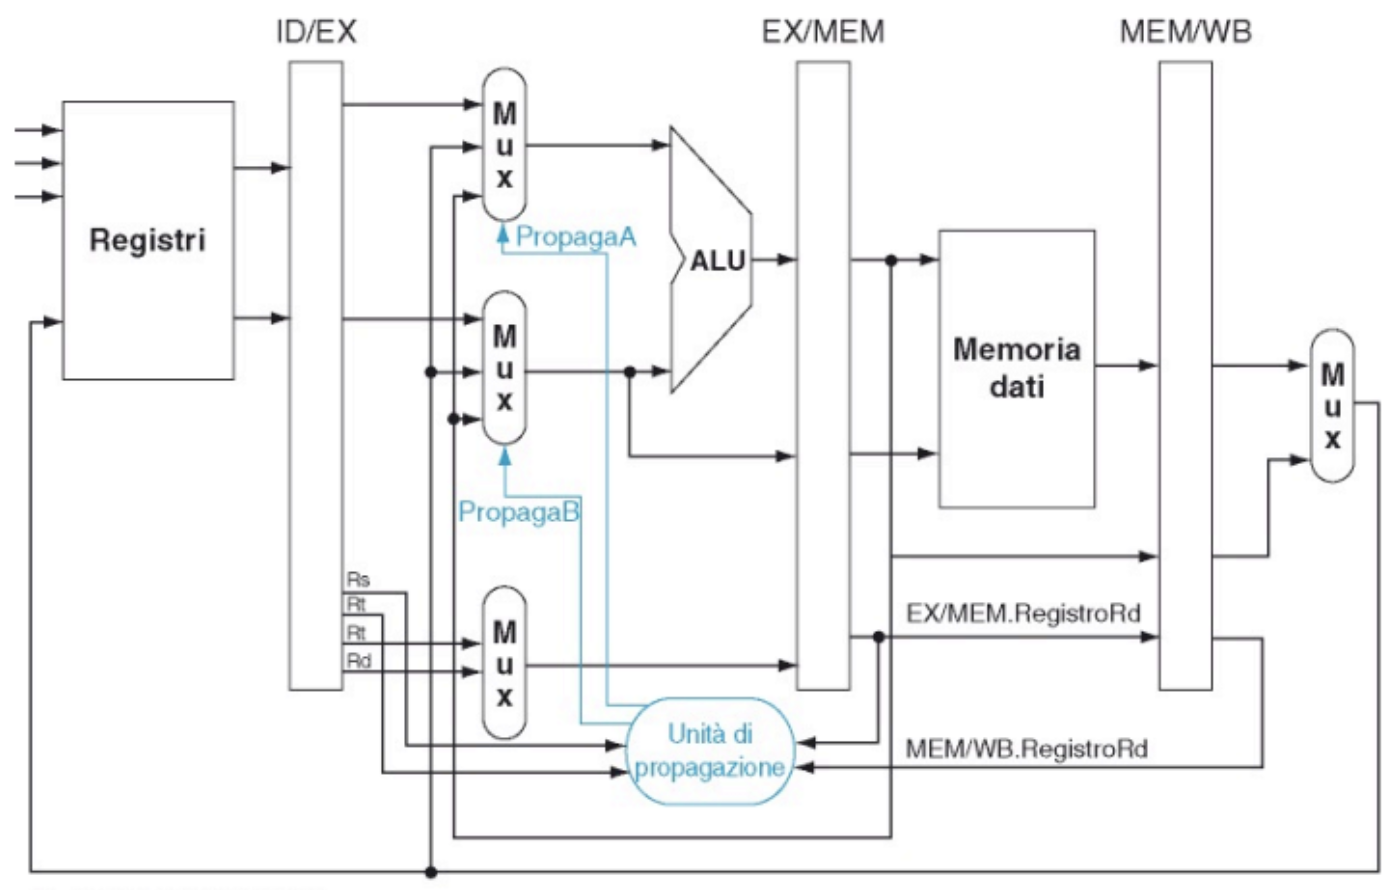 ID/EX
EX/MEM
MEM/WB
Mux
Registri
PropagaA
ALU
Mux
Memoria
dati
Mux
PropagaB
Rs
Rt
Rt
Rd
Mux
EX/MEM.RegistroRd
Unità di
propagazione
MEM/WB.RegistroRd